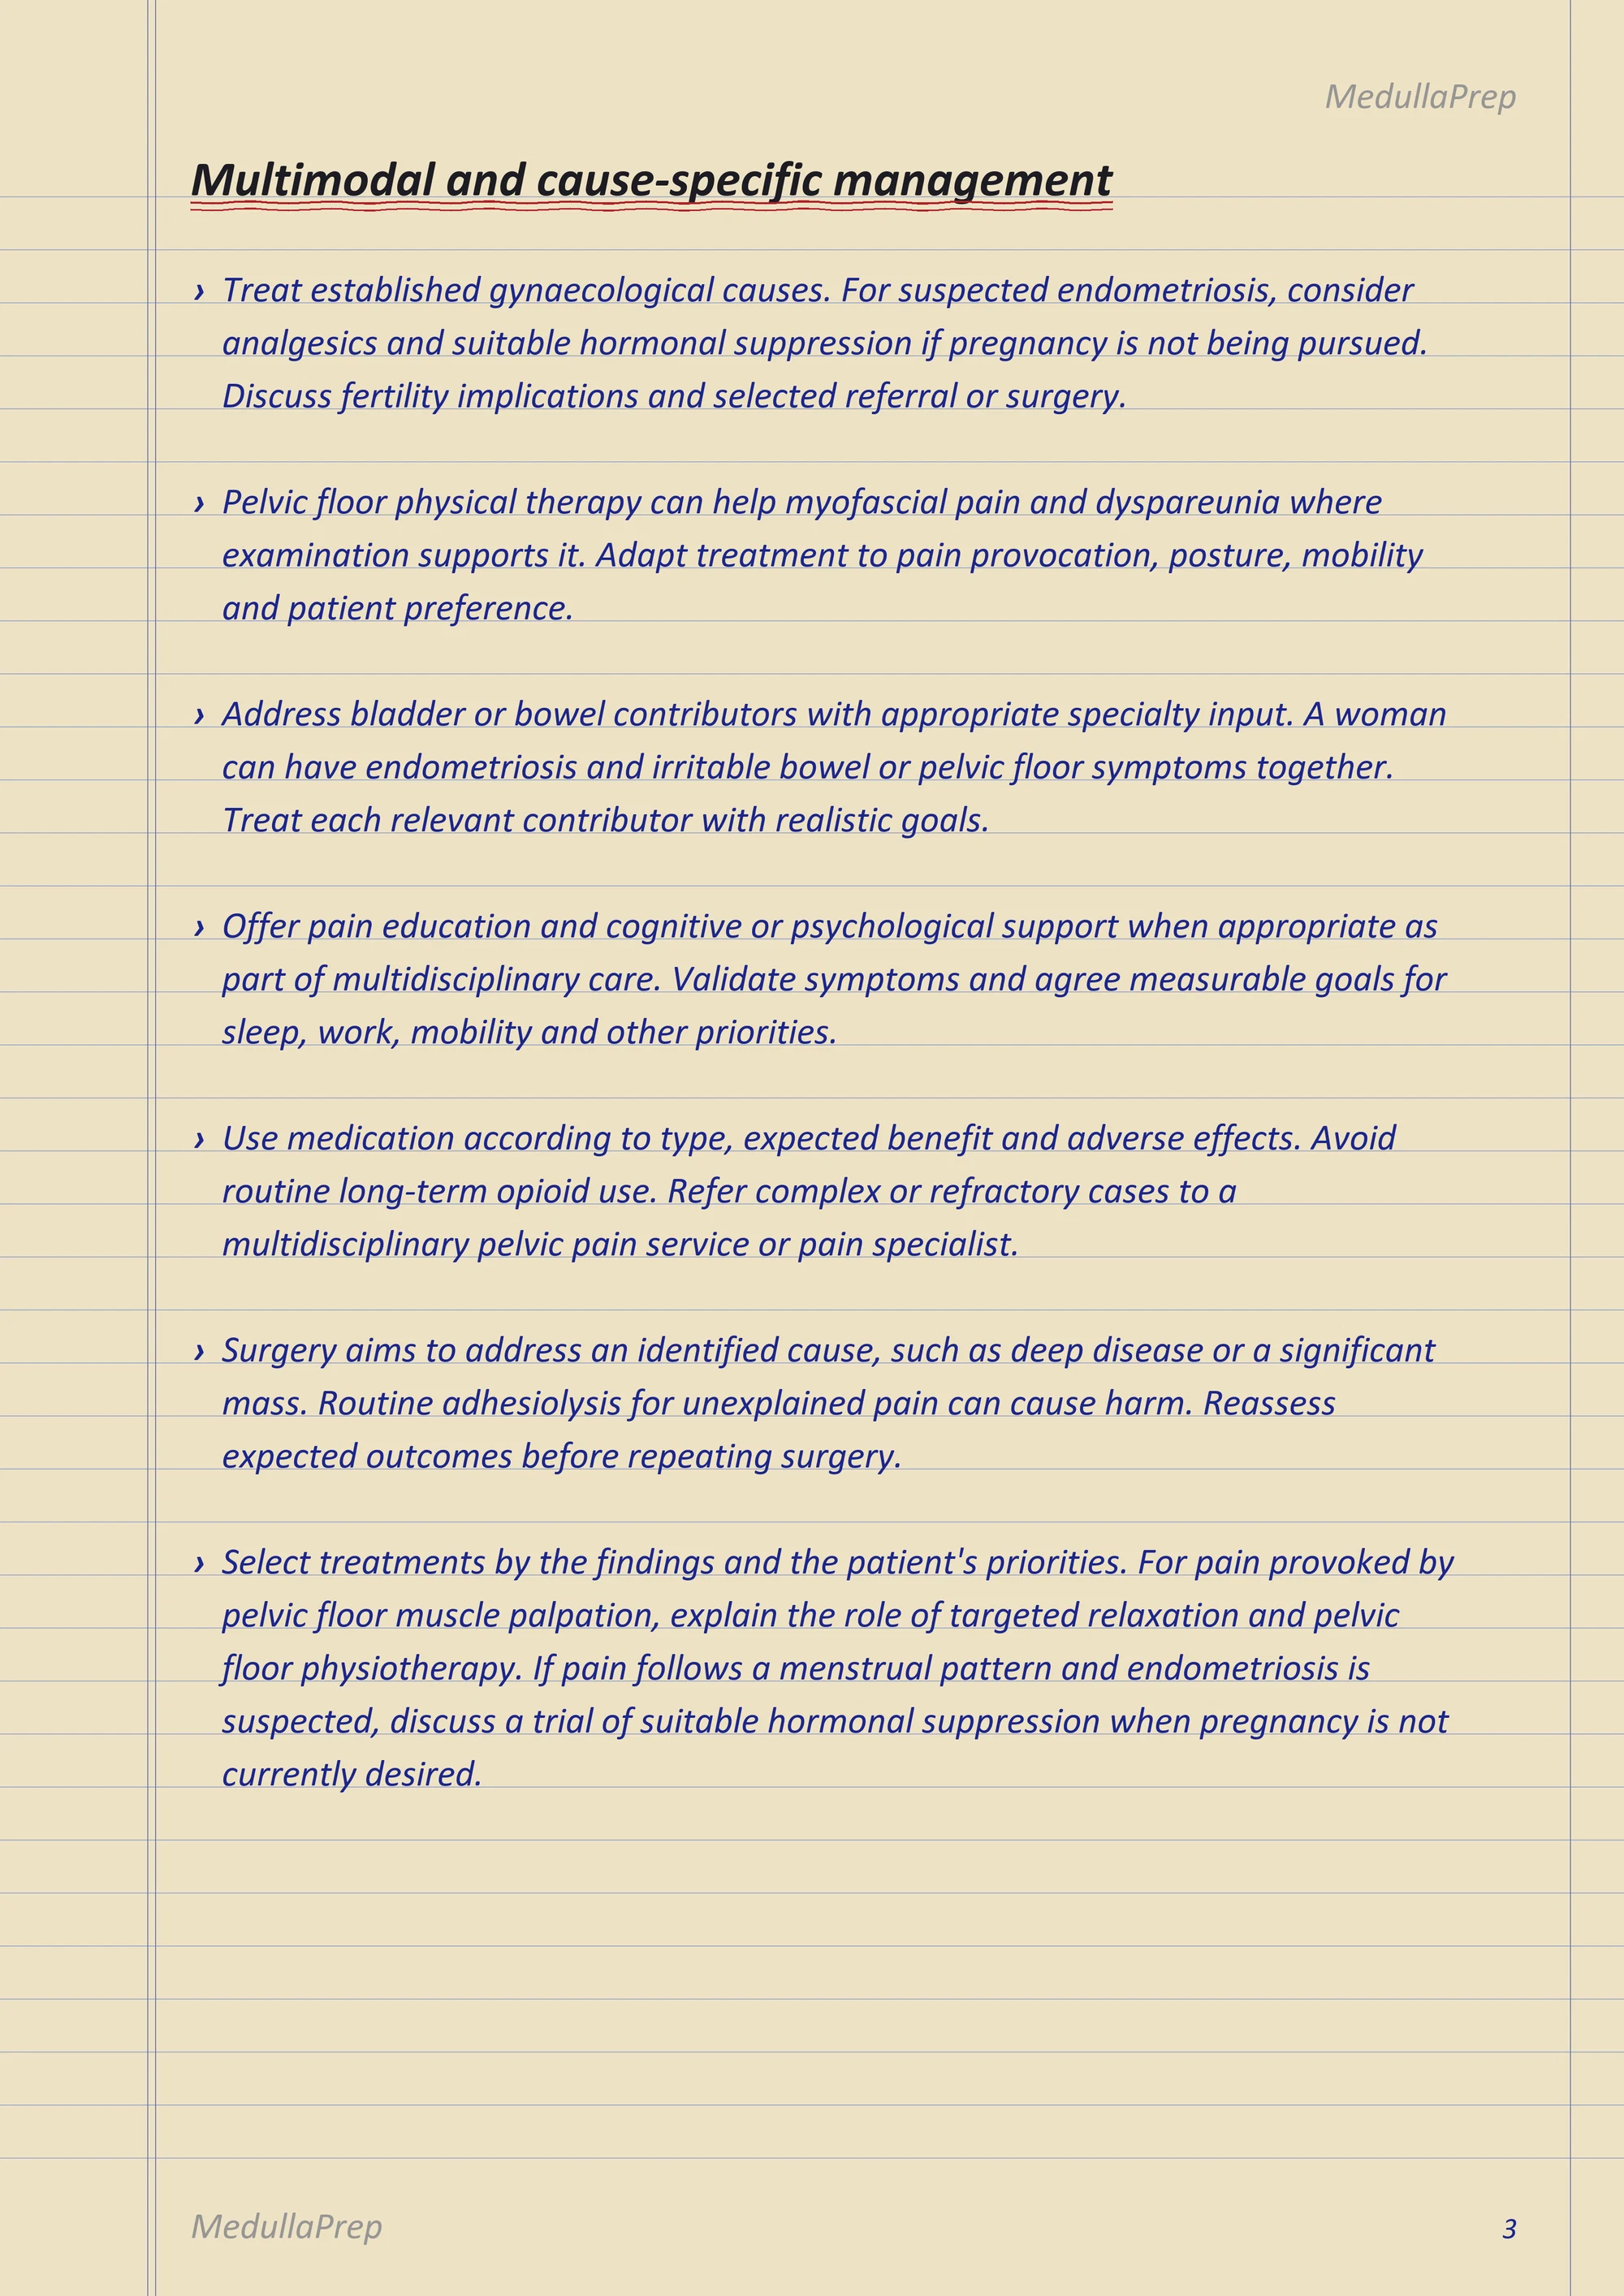 MedullaPrep
Multimodal and cause-specific management
› Treat established gynaecological causes. For suspected endometriosis, consider
analgesics and suitable hormonal suppression if pregnancy is not being pursued.
Discuss fertility implications and selected referral or surgery.
› Pelvic floor physical therapy can help myofascial pain and dyspareunia where
examination supports it. Adapt treatment to pain provocation, posture, mobility
and patient preference.
› Address bladder or bowel contributors with appropriate specialty input. A woman
can have endometriosis and irritable bowel or pelvic floor symptoms together.
Treat each relevant contributor with realistic goals.
› Offer pain education and cognitive or psychological support when appropriate as
part of multidisciplinary care. Validate symptoms and agree measurable goals for
sleep, work, mobility and other priorities.
› Use medication according to type, expected benefit and adverse effects. Avoid
routine long-term opioid use. Refer complex or refractory cases to a
multidisciplinary pelvic pain service or pain specialist.
› Surgery aims to address an identified cause, such as deep disease or a significant
mass. Routine adhesiolysis for unexplained pain can cause harm. Reassess
expected outcomes before repeating surgery.
› Select treatments by the findings and the patient's priorities. For pain provoked by
pelvic floor muscle palpation, explain the role of targeted relaxation and pelvic
floor physiotherapy. If pain follows a menstrual pattern and endometriosis is
suspected, discuss a trial of suitable hormonal suppression when pregnancy is not
currently desired.
MedullaPrep
3